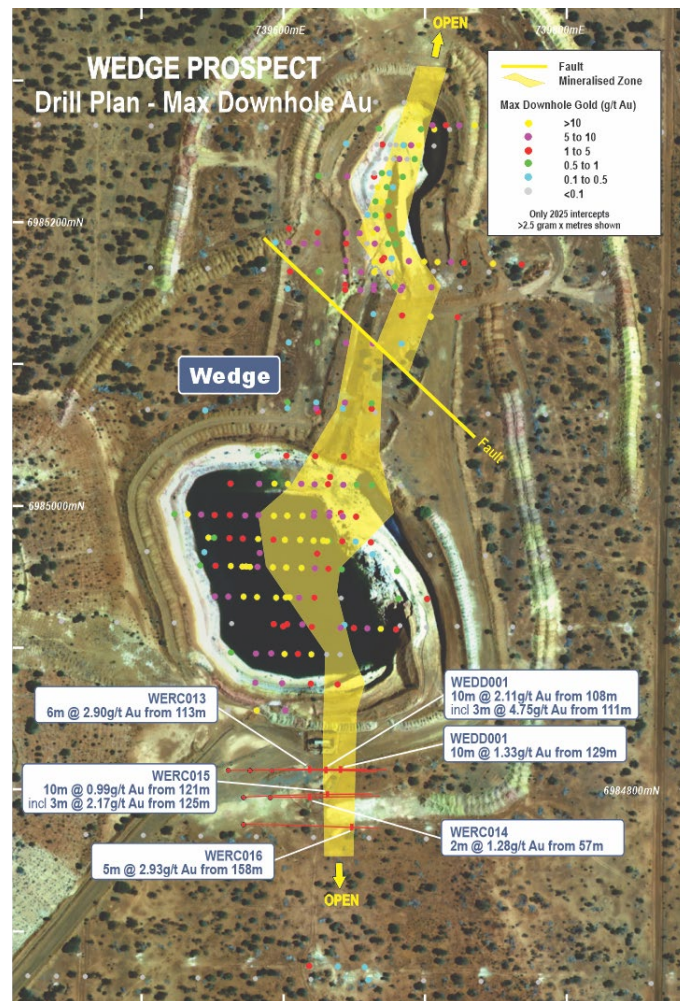 739600mE
739800mE
OPEN
WEDGE PROSPECT
Drill Plan - Max Downhole Au
Fault
Mineralised Zone
Max Downhole Gold (g/t Au)
>10
5 to 10
1 to 5
0.5 to 1
0.1 to 0.5
<0.1
Only 2025 intercepts
>2.5 gram x metres shown
6985200mN
Wedge
Fault
6985000mN
WERC013
6m @ 2.90g/t Au from 113m
WEDD001
10m @ 2.11g/t Au from 108m
incl 3m @ 4.75g/t Au from 111m
WEDD001
10m @ 1.33g/t Au from 129m
WERC015
10m @ 0.99g/t Au from 121m
incl 3m @ 2.17g/t Au from 125m
6984800mN
WERC014
2m @ 1.28g/t Au from 57m
WERC016
5m @ 2.93g/t Au from 158m
OPEN